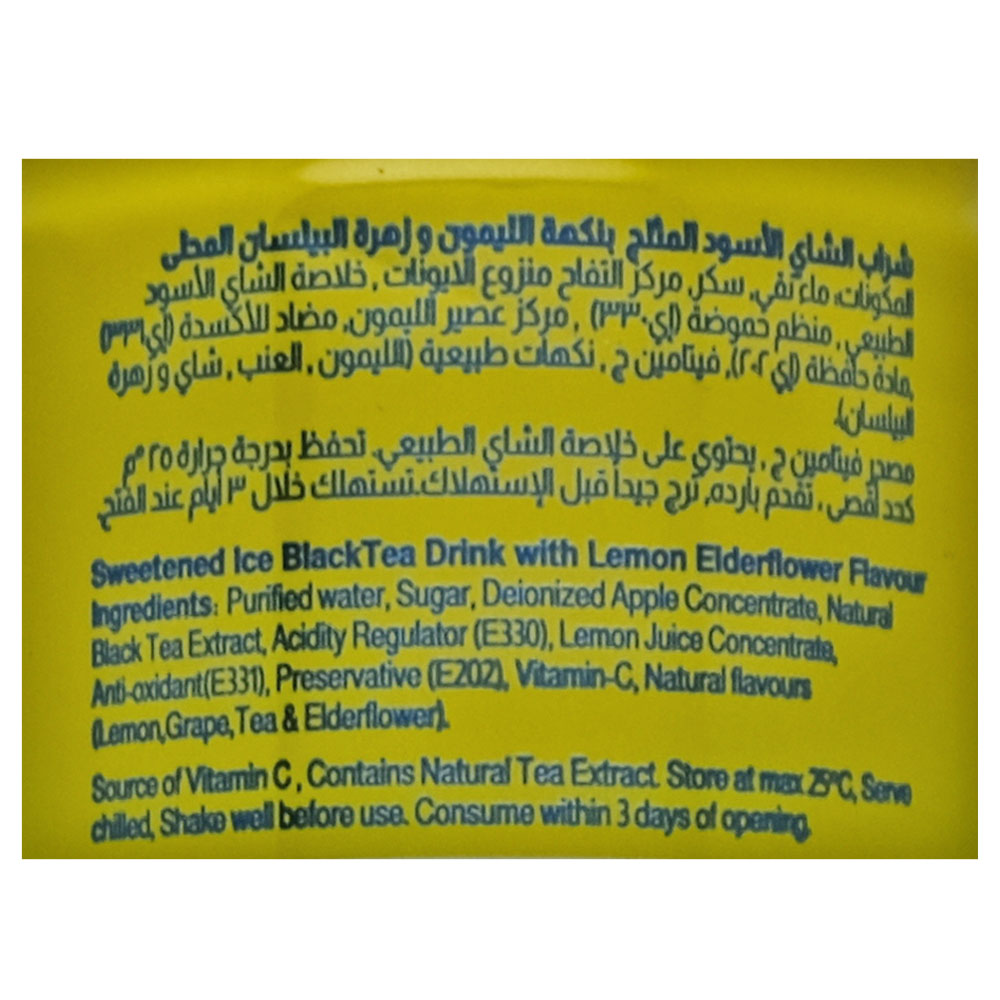 شراب الشاي الأسود المثلج بنكهة الليمون و زهرة البيلسان المحلى
المكونات: ماء نقي, سكر, مركز التفاح منزوع الايونات, خلاصة الشاي الأسود
الطبيعي, منظم حموضة (إي ٣٣٠), مركز عصير الليمون, مضاد للأكسدة (إي ٣٣١)
,مادة حافظة (إي ٢٠٢), فيتامين ج, نكهات طبيعية (الليمون, العنب, شاي و زهرة
البيلسان).
مصدر فيتامين ج, يحتوي على خلاصة الشاي الطبيعي. تحفظ بدرجة حرارة ٢٥ م
كحد أقصى, تقدم بارده, ترج جيداً قبل الإستهلاك.تستهلك خلال ٣ أيام عند الفتح
Sweetened Ice BlackTea Drink with Lemon Elderflower Flavour
Ingredients: Purified water, Sugar, Deionized Apple Concentrate, Natural
Black Tea Extract, Acidity Regulator (E330), Lemon Juice Concentrate,
Anti-oxidant(E331), Preservative (E202), Vitamin-C, Natural flavours
(Lemon,Grape,Tea & Elderflower).
Source of Vitamin C, Contains Natural Tea Extract. Store at max 25°C, Serve
chilled, Shake well before use. Consume within 3 days of opening.